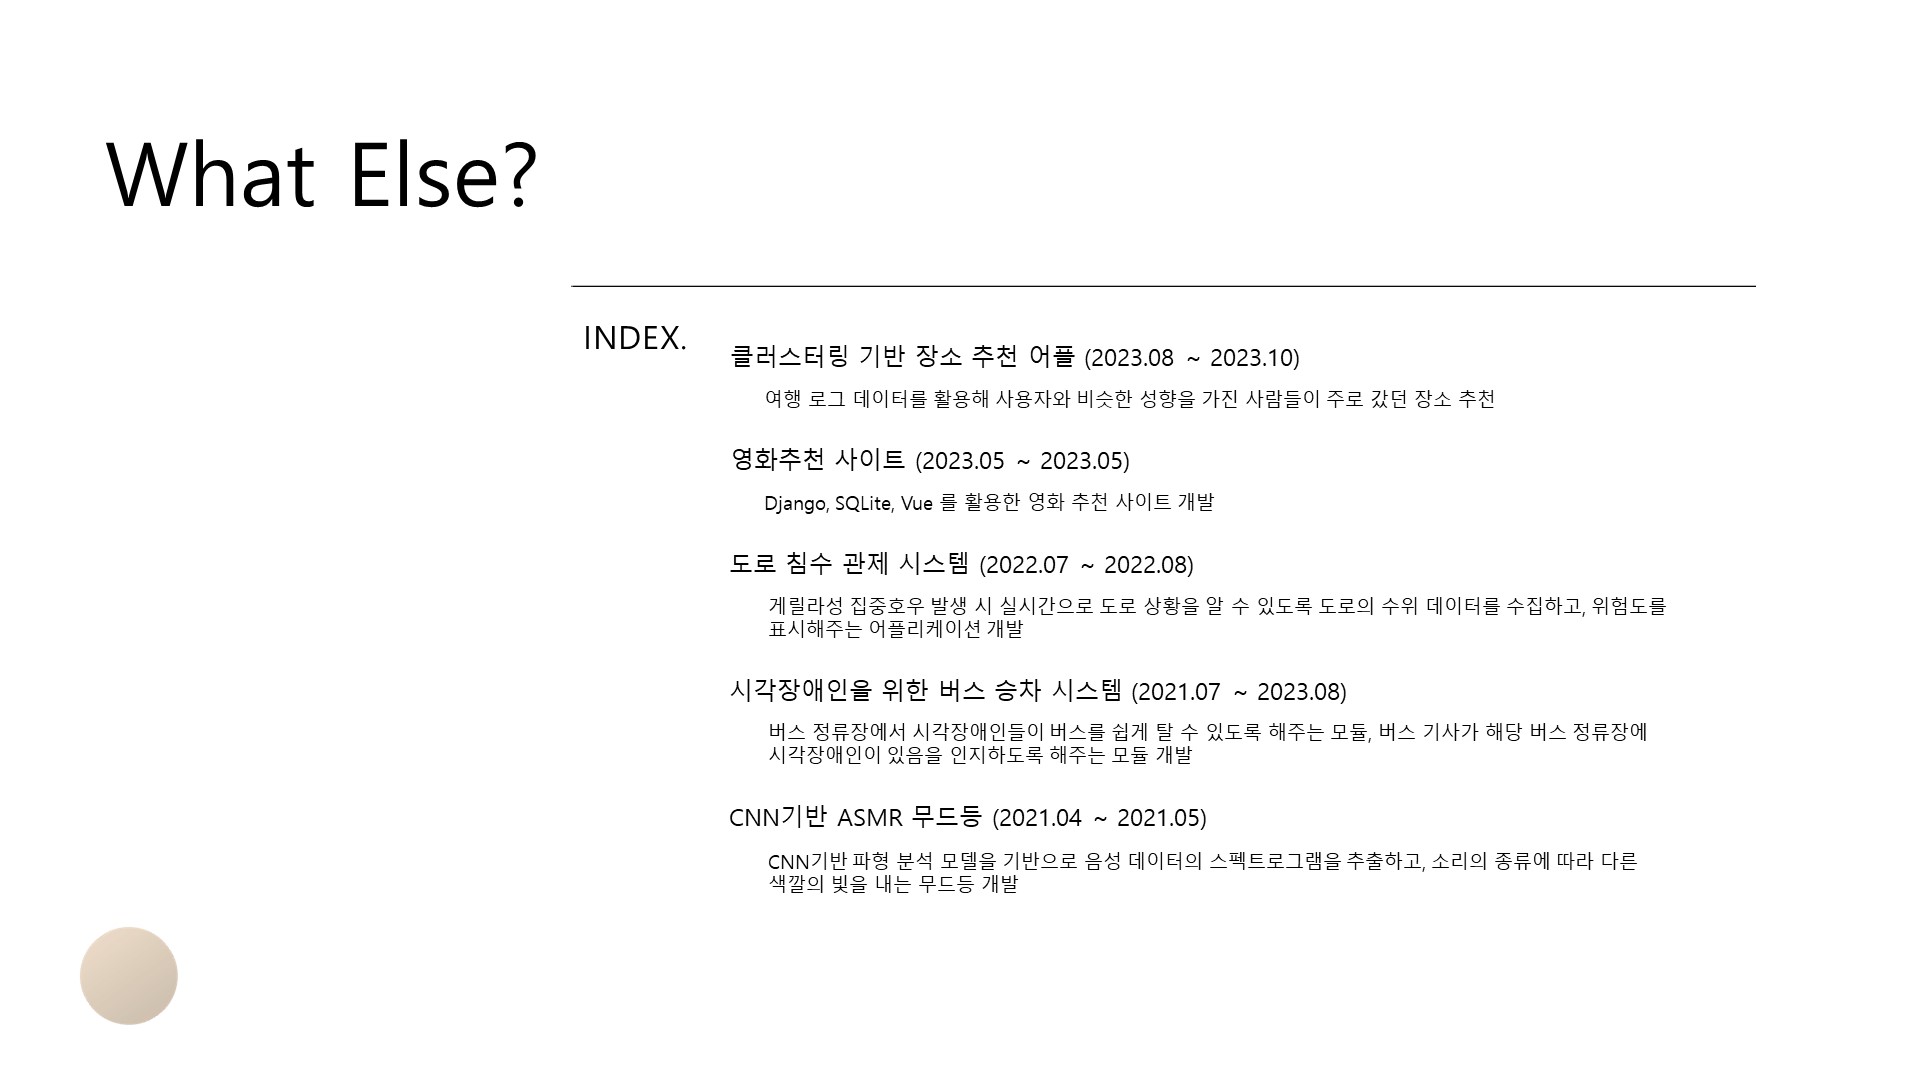 What Else?
INDEX.
클러스터링 기반 장소 추천 어플 (2023.08 ~ 2023.10)
여행 로그 데이터를 활용해 사용자와 비슷한 성향을 가진 사람들이 주로 갔던 장소 추천
영화추천 사이트 (2023.05 ~ 2023.05)
Django, SQLite, Vue 를 활용한 영화 추천 사이트 개발
도로 침수 관제 시스템 (2022.07 ~ 2022.08)
게릴라성 집중호우 발생 시 실시간으로 도로 상황을 알 수 있도록 도로의 수위 데이터를 수집하고, 위험도를
표시해주는 어플리케이션 개발
시각장애인을 위한 버스 승차 시스템 (2021.07 ~ 2023.08)
버스 정류장에서 시각장애인들이 버스를 쉽게 탈 수 있도록 해주는 모듈, 버스 기사가 해당 버스 정류장에
시각장애인이 있음을 인지하도록 해주는 모듈 개발
CNN기반 ASMR 무드등 (2021.04 ~ 2021.05)
CNN기반 파형 분석 모델을 기반으로 음성 데이터의 스펙트로그램을 추출하고, 소리의 종류에 따라 다른
색깔의 빛을 내는 무드등 개발